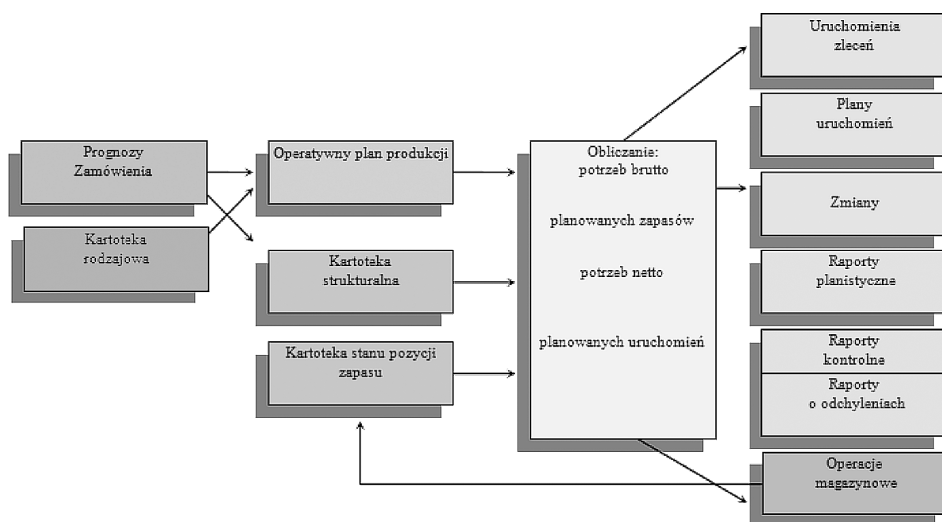 Prognozy
Zamówienia
Kartoteka
rodzajowa
Operatywny plan produkcji
Kartoteka
strukturalna
Kartoteka stanu pozycji
zapasu
Obliczanie:
potrzeb brutto
planowanych zapasów
potrzeb netto
planowanych uruchomień
Uruchomienia
zleceń
Plany
uruchomień
Zmiany
Raporty
planistyczne
Raporty
kontrolne
Raporty
o odchyleniach
Operacje
magazynowe